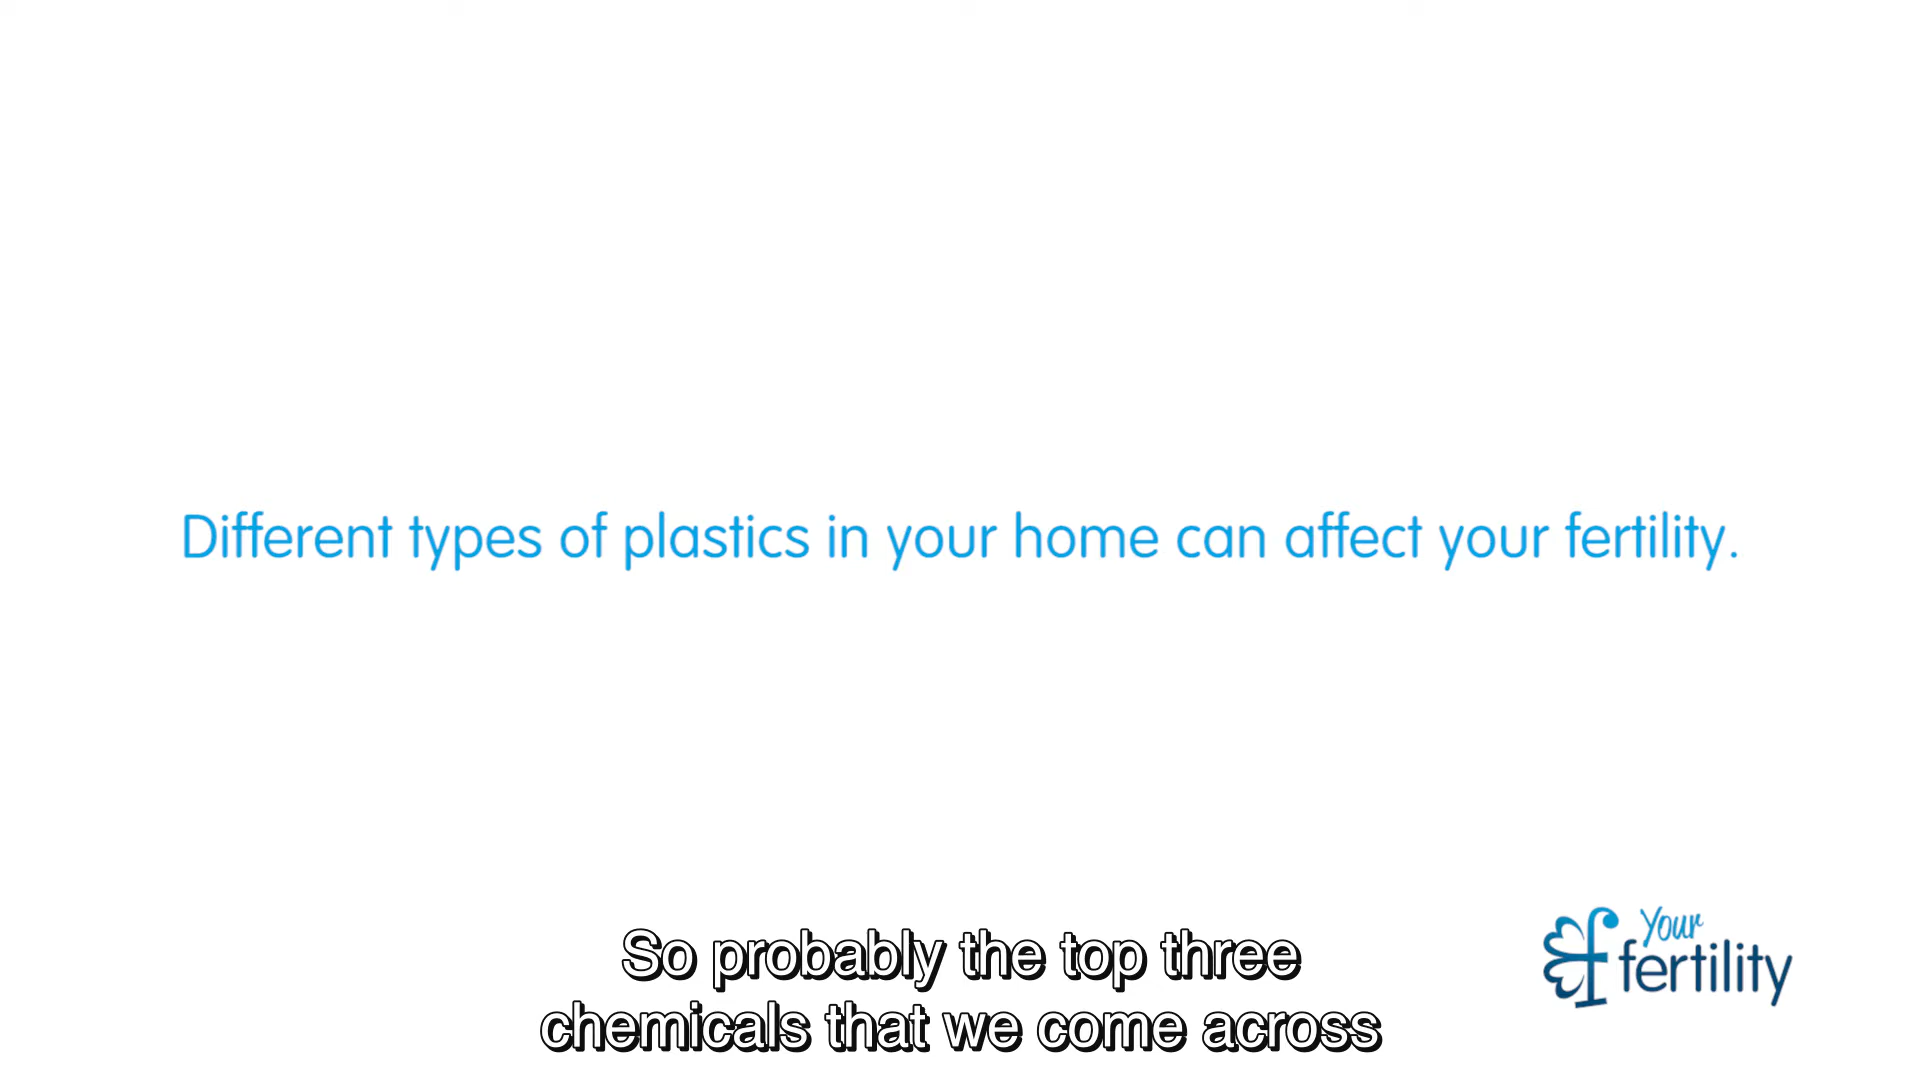 Different types of plastics in your home can affect your fertility.
Your
fertility
So probably the top three
chemicals that we come across